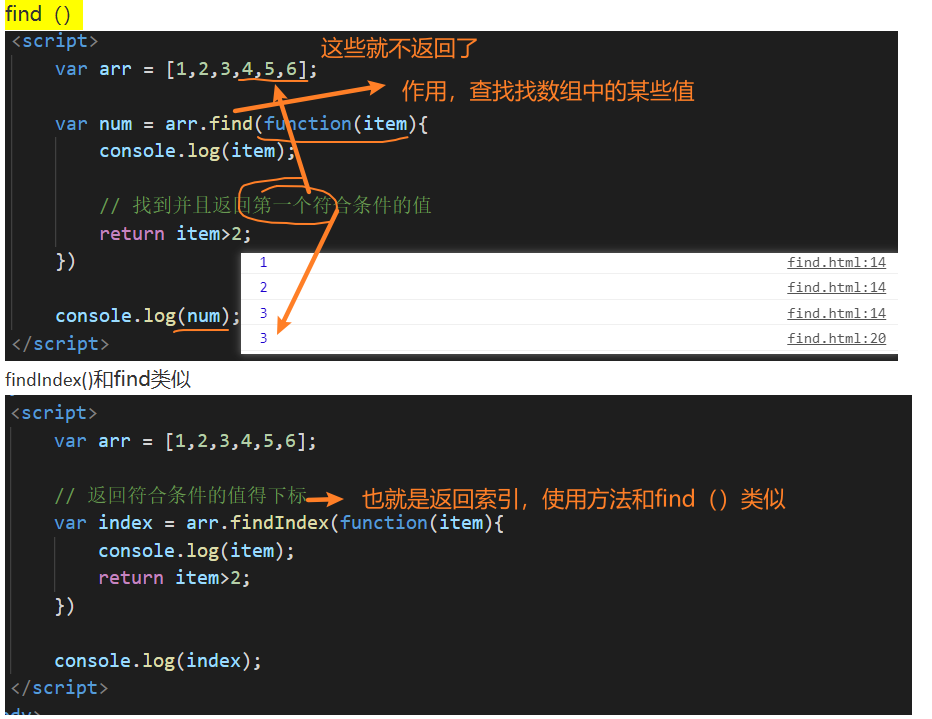 find（）
<script>
这些就不返回了
var arr = [1,2,3,4,5,6];
作用，查找找数组中的某些值
var num = arr.find(function(item){
console.log(item);
// 找到并且返回第一个符合条件的值
return item>2;
})
1 find.html:14
2 find.html:14
3 find.html:14
console.log(num);
3 find.html:20
</script>
findIndex()和find类似
<script>
var arr = [1,2,3,4,5,6];
// 返回符合条件的值得下标
也就是返回索引，使用方法和find（）类似
var index = arr.findIndex(function(item){
console.log(item);
return item>2;
})
console.log(index);
</script>